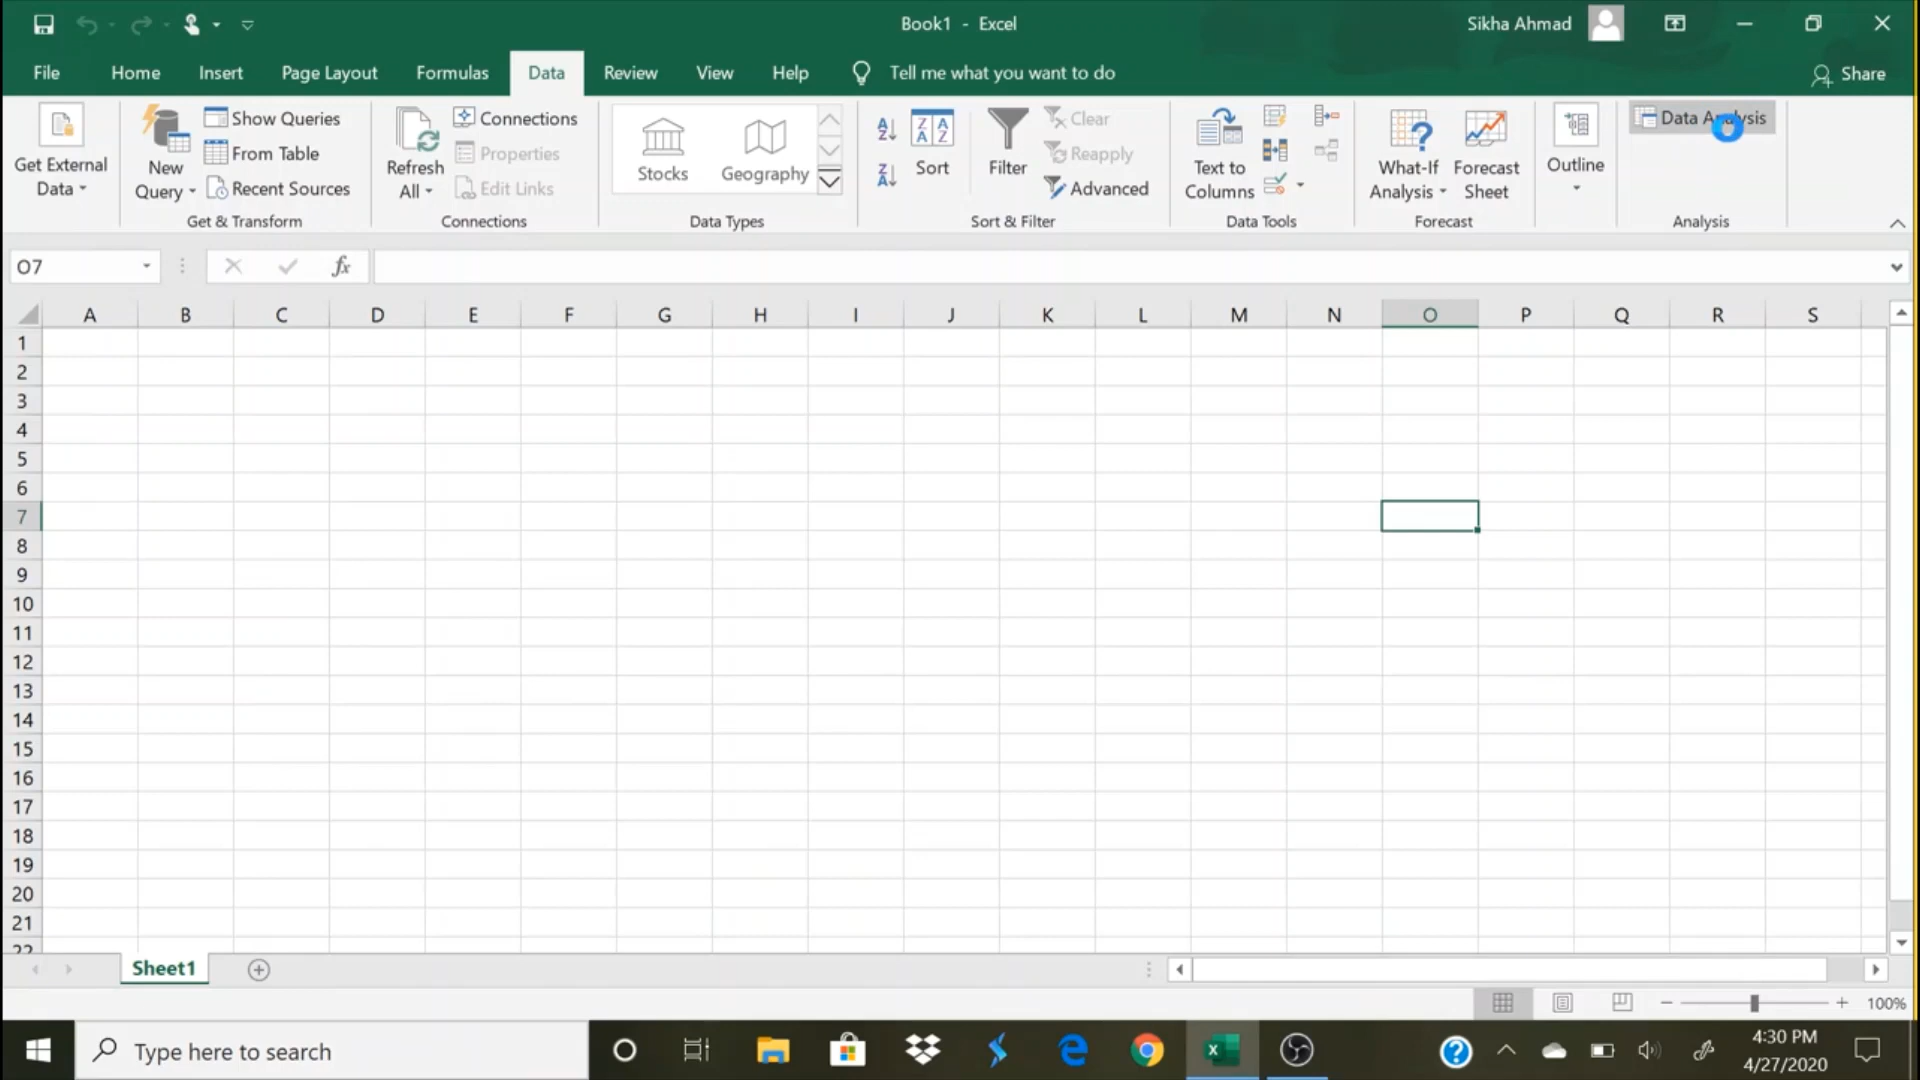 Book1 - Excel
Sikha Ahmad
File
Home
Insert
Page Layout
Formulas
Data
Review
View
Help
Tell me what you want to do
Share
Get External
Data
New
Query
Show Queries
From Table
Recent Sources
Get & Transform
Refresh
All
Connections
Properties
Edit Links
Connections
Stocks
Geography
Data Types
Sort
Filter
Clear
Reapply
Advanced
Sort & Filter
Text to
Columns
Data Tools
What-If
Analysis
Forecast
Sheet
Forecast
Outline
Data Analysis
Analysis
O7
fx
A B C D E F G H I J K L M N O P Q R S
1
2
3
4
5
6
7
8
9
10
11
12
13
14
15
16
17
18
19
20
21
22
Sheet1
100%
Type here to search
4:30 PM
4/27/2020